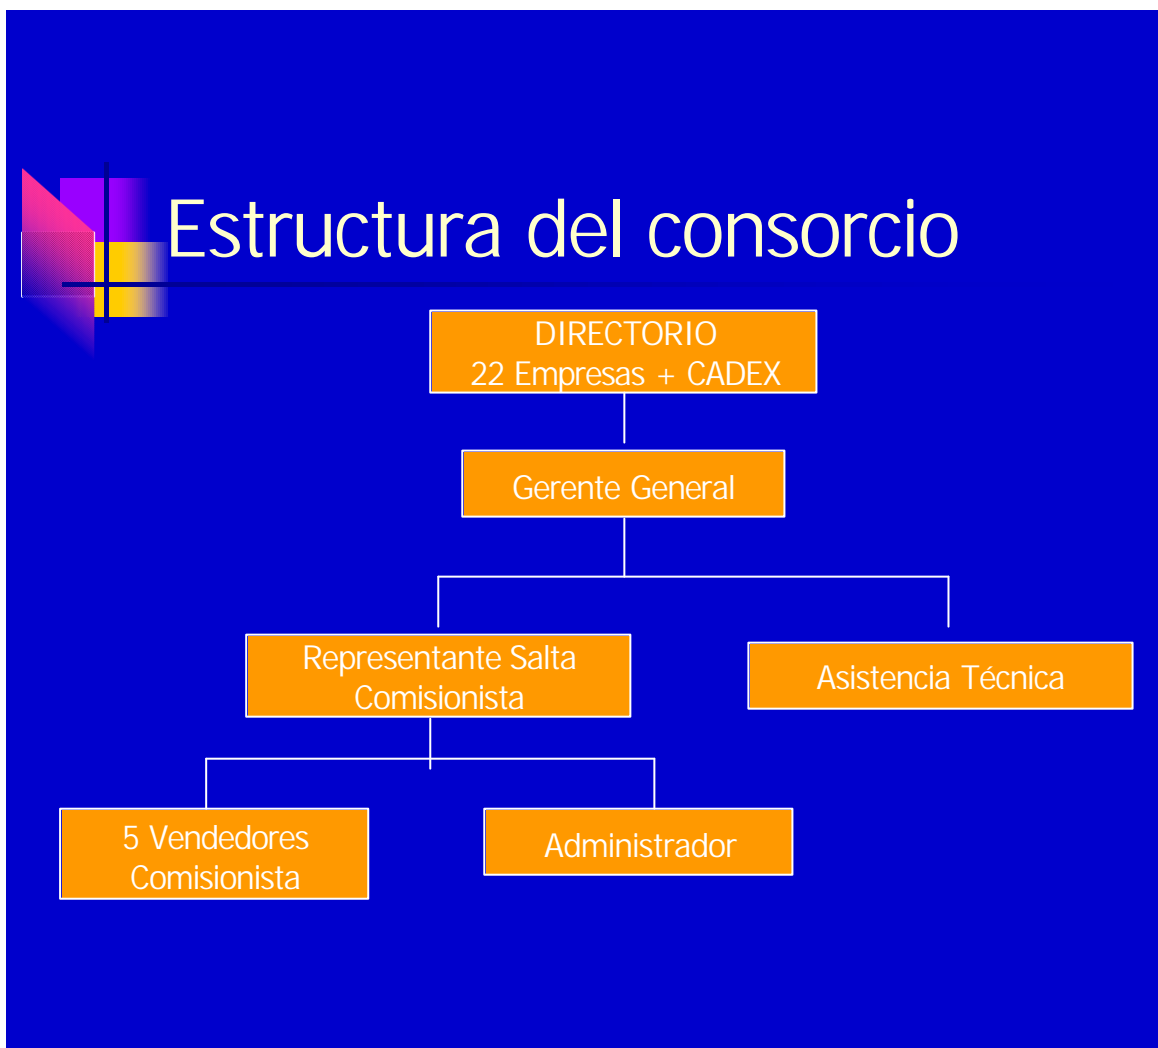 Estructura del consorcio
DIRECTORIO
22 Empresas + CADEX
Gerente General
Representante Salta
Comisionista
Asistencia Técnica
5 Vendedores
Comisionista
Administrador